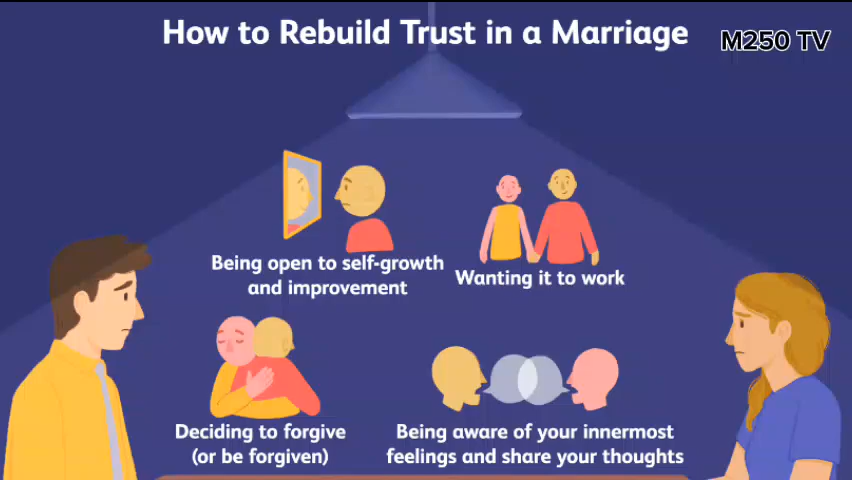 How to Rebuild Trust in a Marriage
M250 TV
Being open to self-growth
and improvement
Wanting it to work
Deciding to forgive
(or be forgiven)
Being aware of your innermost
feelings and share your thoughts